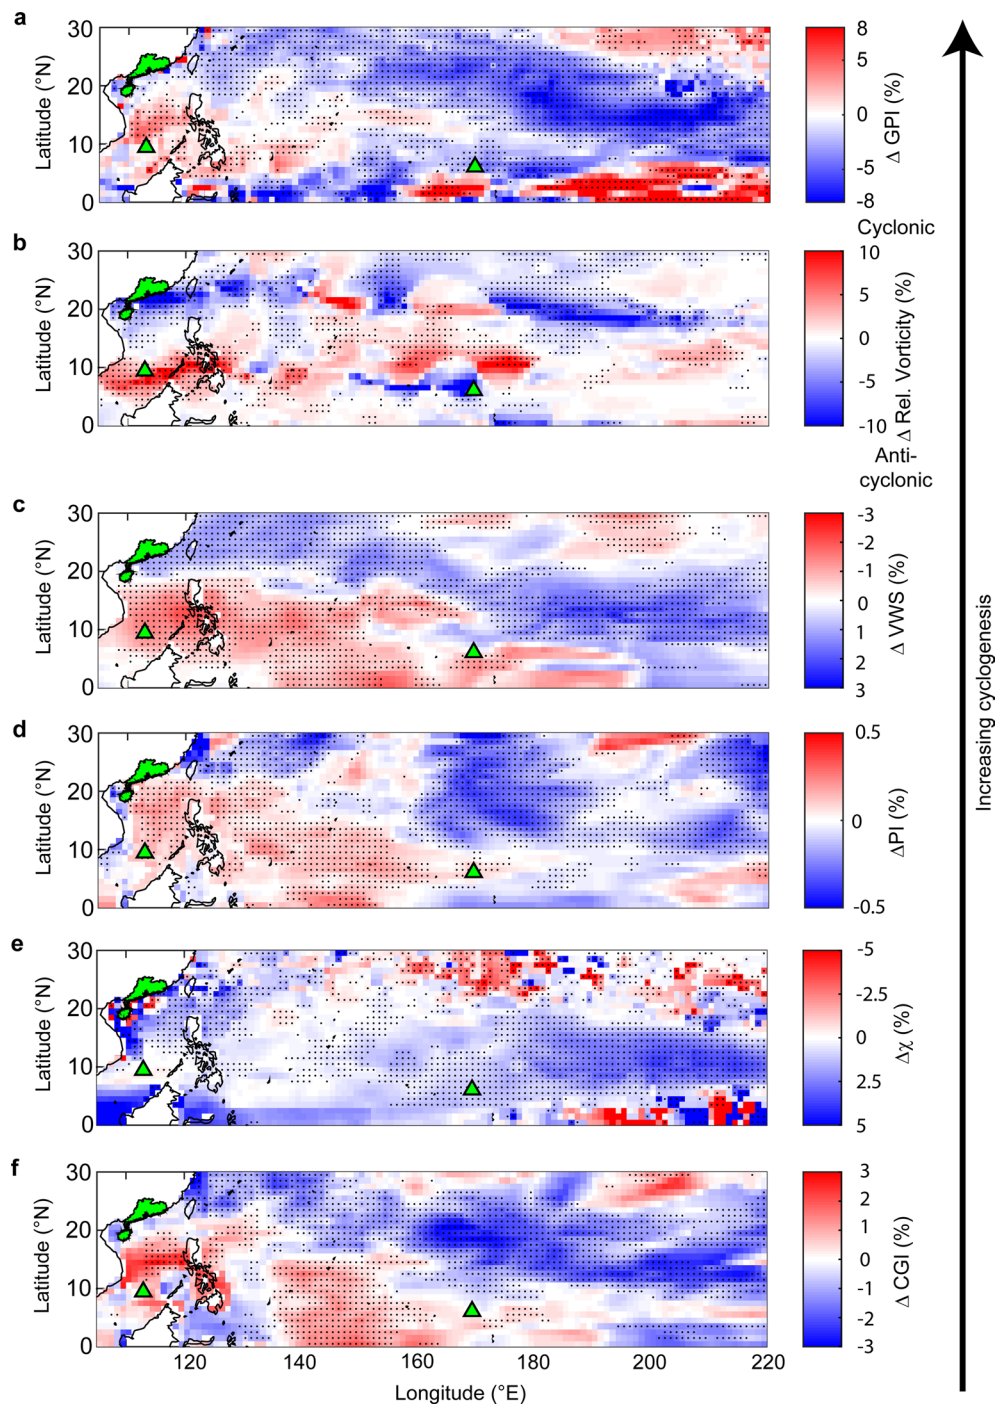 a
30
20
10
0
Latitude (°N)
8
5
0
-5
-8
Δ GPI (%)
Cyclonic
b
30
20
10
0
Latitude (°N)
10
5
0
-5
-10
Δ Rel. Vorticity (%)
Anti-
cyclonic
c
30
20
10
0
Latitude (°N)
-3
-2
-1
0
1
2
3
Δ VWS (%)
d
30
20
10
0
Latitude (°N)
0.5
0
-0.5
ΔPI (%)
e
30
20
10
0
Latitude (°N)
-5
-2.5
0
2.5
5
Δχ (%)
f
30
20
10
0
Latitude (°N)
3
2
1
0
-1
-2
-3
Δ CGI (%)
120
140
160
180
200
220
Longitude (°E)
Increasing cyclogenesis